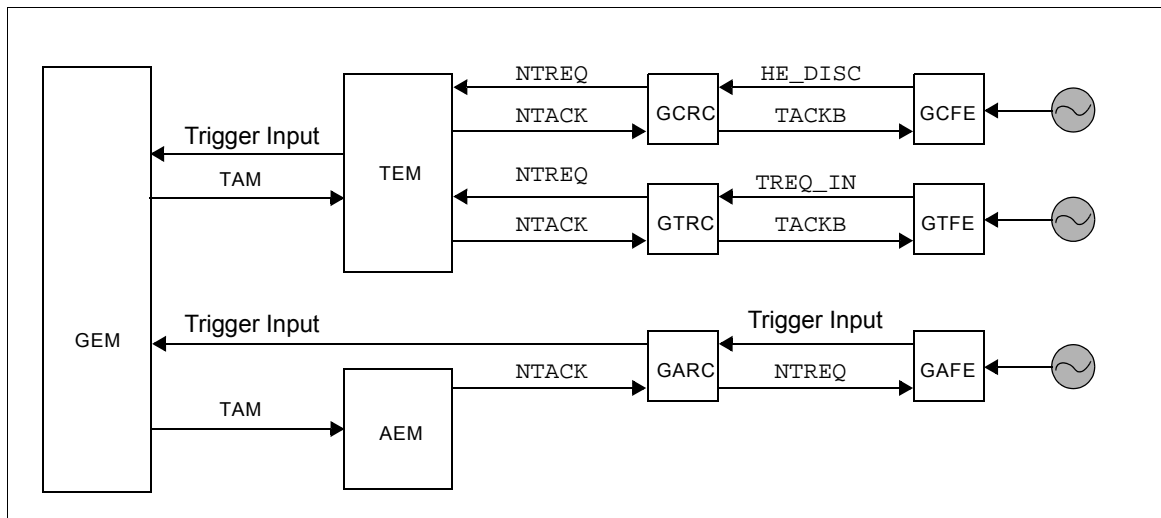 NTREQ
HE_DISC
GCRC
GCFE
NTACK
TACKB
Trigger Input
TEM
TAM
NTREQ
TREQ_IN
GTRC
GTFE
NTACK
TACKB
GEM
Trigger Input
Trigger Input
GARC
GAFE
NTACK
NTREQ
TAM
AEM